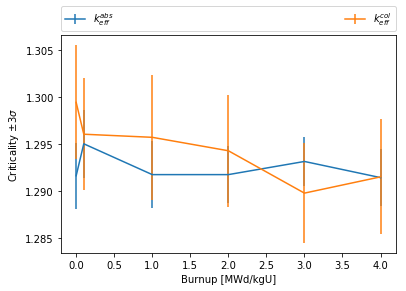 k_eff^abs
k_eff^col
1.305
1.300
1.295
1.290
1.285
Criticality ±3σ
0.0 0.5 1.0 1.5 2.0 2.5 3.0 3.5 4.0
Burnup [MWd/kgU]